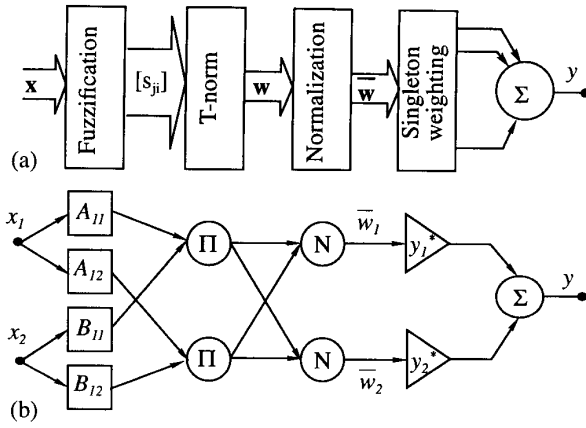 x
Fuzzification
[s_ji]
T-norm
w
Normalization
w̅
Singleton
weighting
Σ
y
(a)
x_1
A_11
A_12
x_2
B_11
B_12
Π
Π
N
N
w̅_1
w̅_2
y_1*
y_2*
Σ
y
(b)